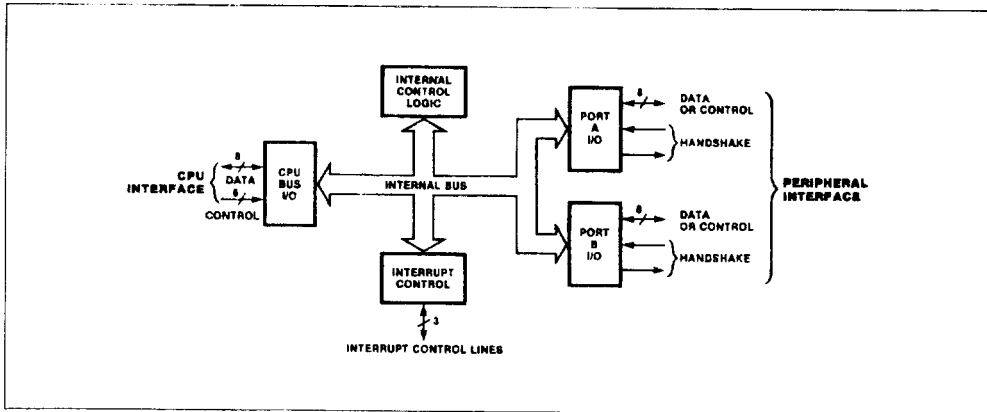 INTERNAL
CONTROL
LOGIC
CPU
INTERFACE
8
DATA
6
CONTROL
CPU
BUS
I/O
INTERNAL BUS
INTERRUPT
CONTROL
3
INTERRUPT CONTROL LINES
PORT
A
I/O
8
DATA
OR CONTROL
HANDSHAKE
PORT
B
I/O
8
DATA
OR CONTROL
HANDSHAKE
PERIPHERAL
INTERFACE